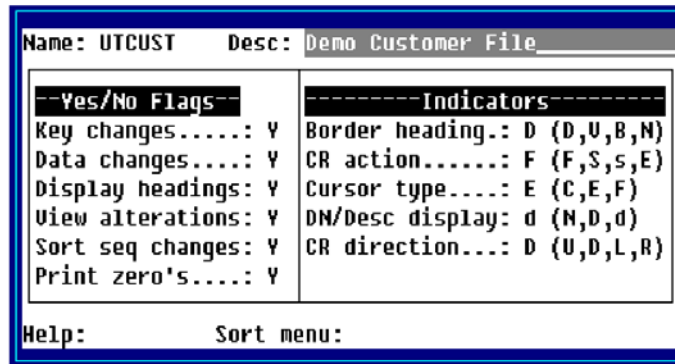 Name: UTCUST Desc: Demo Customer File
--Yes/No Flags-- ---------Indicators---------
Key changes.....: Y Border heading.: D (D,V,B,N)
Data changes....: Y CR action......: F (F,S,s,E)
Display headings: Y Cursor type....: E (C,E,F)
View alterations: Y DN/Desc display: d (N,D,d)
Sort seq changes: Y CR direction...: D (U,D,L,R)
Print zero's....: Y
Help: Sort menu: